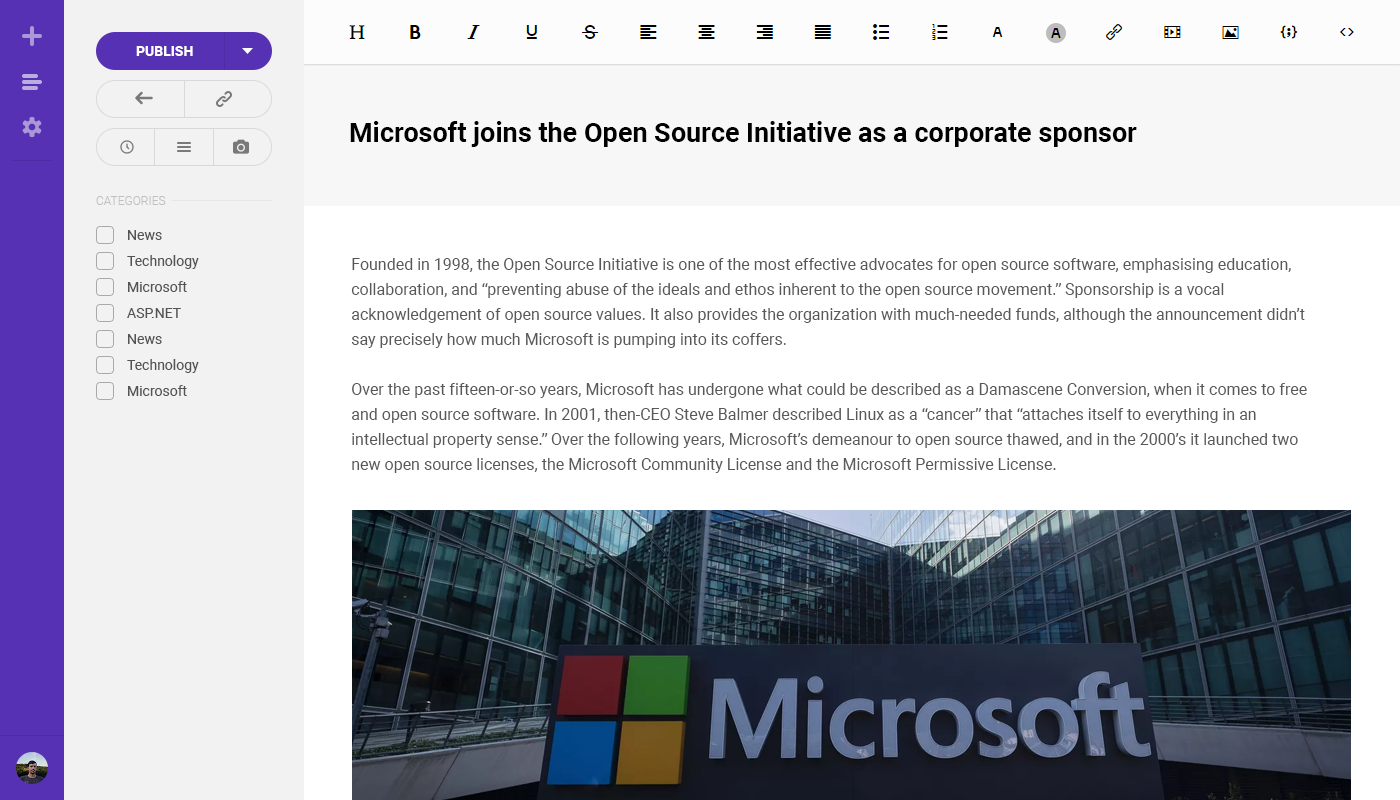 PUBLISH
CATEGORIES
News
Technology
Microsoft
ASP.NET
News
Technology
Microsoft
H B I U S A A
Microsoft joins the Open Source Initiative as a corporate sponsor
Founded in 1998, the Open Source Initiative is one of the most effective advocates for open source software, emphasising education,
collaboration, and “preventing abuse of the ideals and ethos inherent to the open source movement.” Sponsorship is a vocal
acknowledgement of open source values. It also provides the organization with much-needed funds, although the announcement didn’t
say precisely how much Microsoft is pumping into its coffers.
Over the past fifteen-or-so years, Microsoft has undergone what could be described as a Damascene Conversion, when it comes to free
and open source software. In 2001, then-CEO Steve Balmer described Linux as a “cancer” that “attaches itself to everything in an
intellectual property sense.” Over the following years, Microsoft’s demeanour to open source thawed, and in the 2000’s it launched two
new open source licenses, the Microsoft Community License and the Microsoft Permissive License.
Microsoft